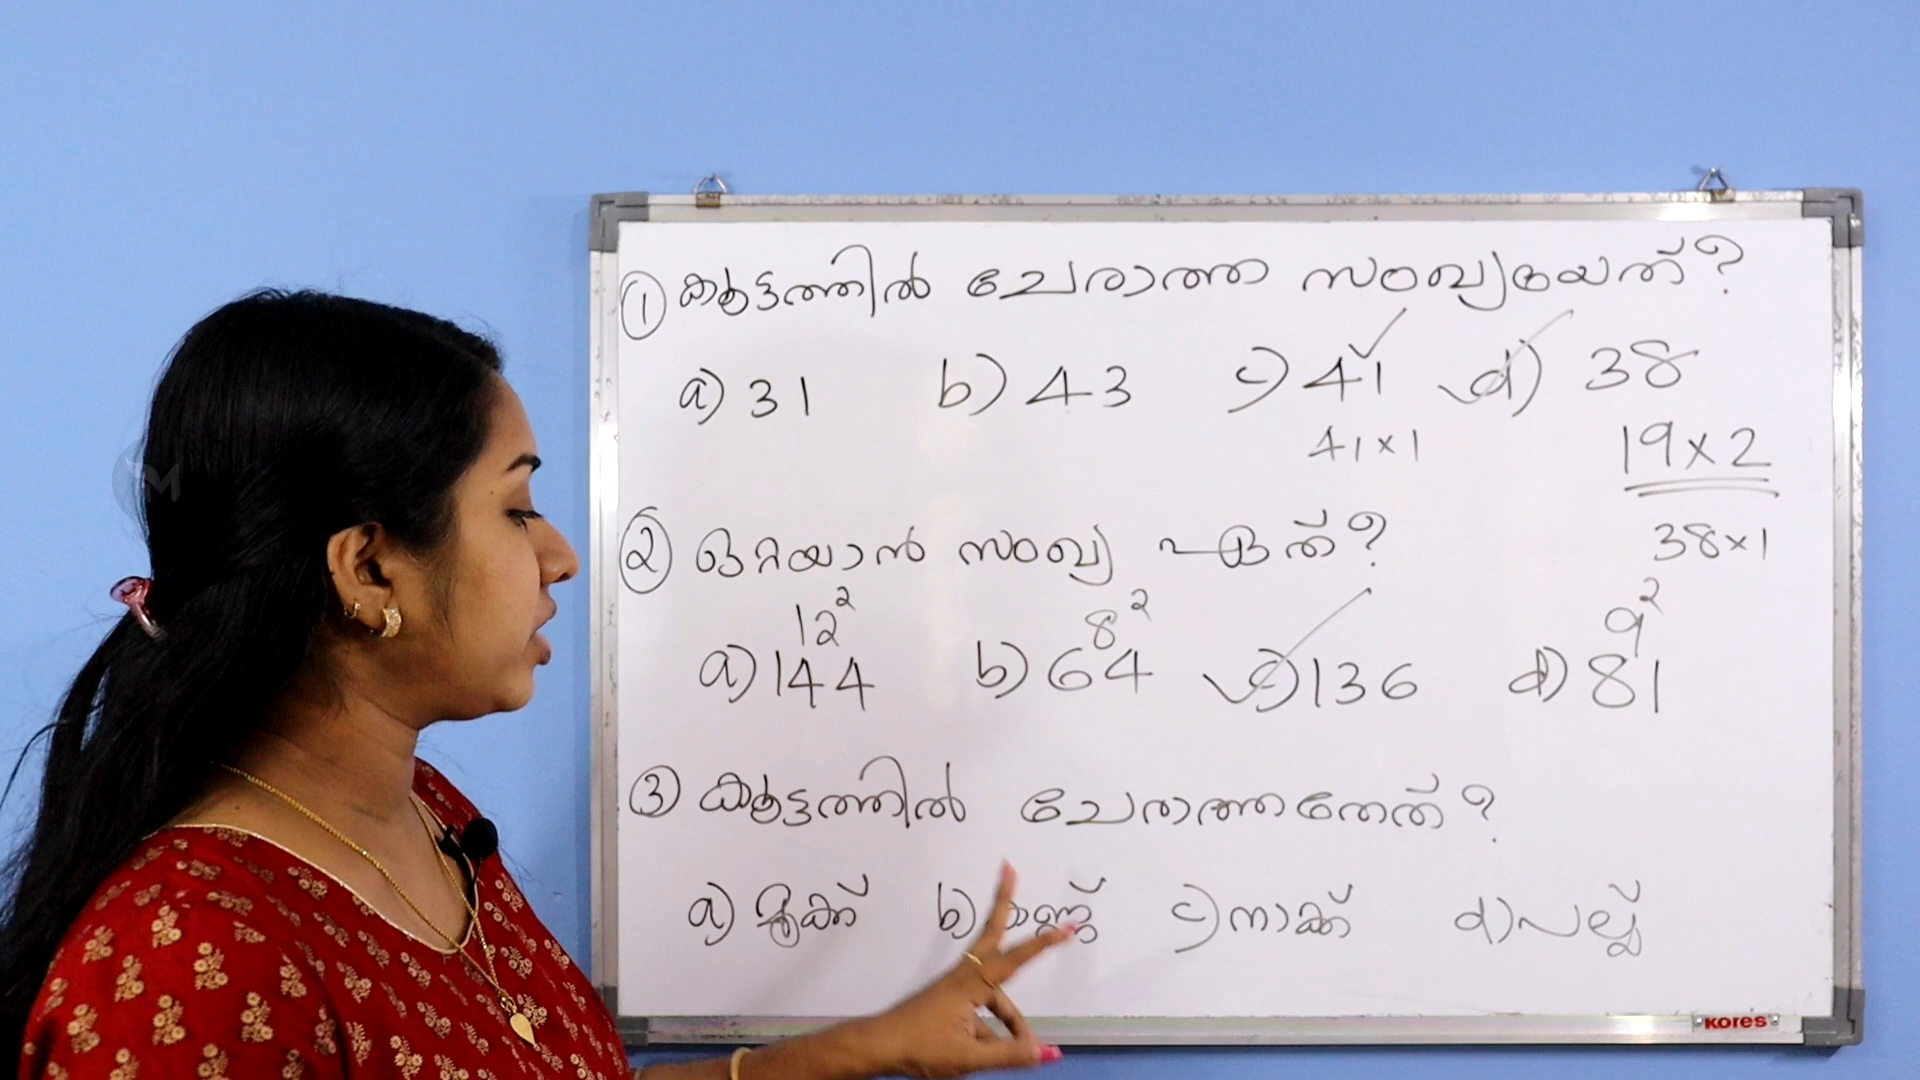 ① കൂട്ടത്തിൽ ചേരാത്ത സംഖ്യയേത്?
a) 31 b) 43 c) 41 d) 38
41×1 19×2
38×1
② ഒറ്റയാൻ സംഖ്യ ഏത്?
12² 8² 9²
a) 144 b) 64 c) 136 d) 81
③ കൂട്ടത്തിൽ ചേരാത്തതേത്?
a) മൂക്ക് b) കണ്ണ് c) നാക്ക് d) പല്ല്
KORES
M